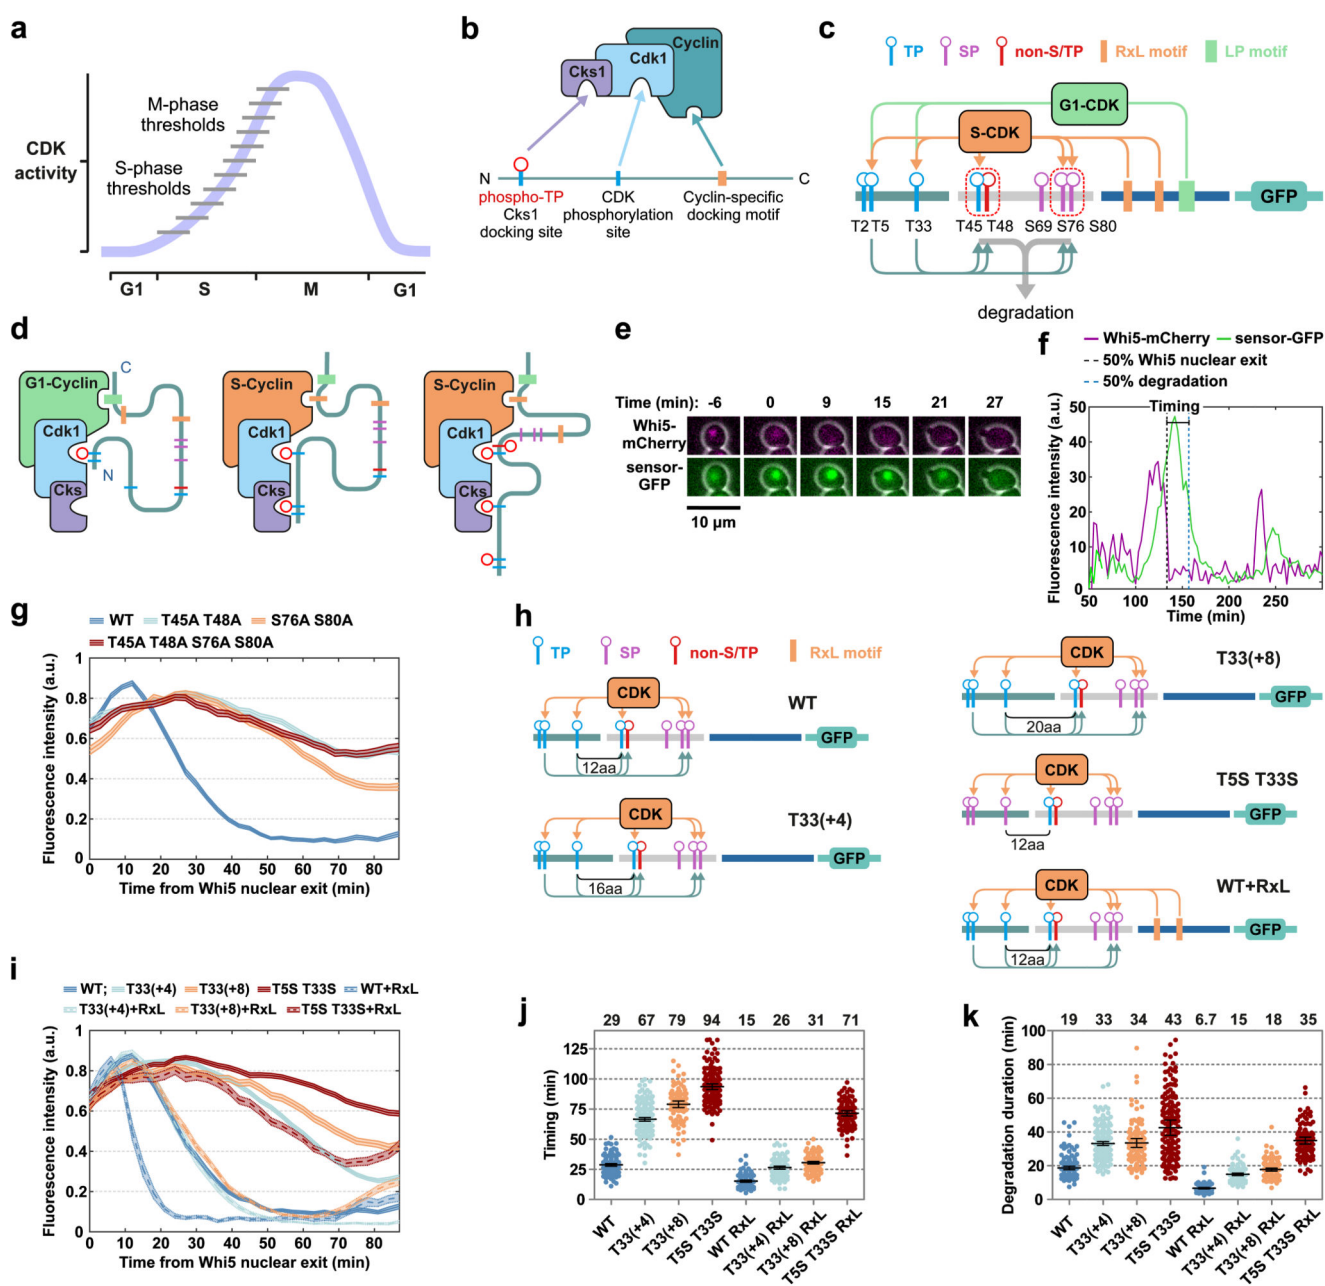 a
CDK
activity
M-phase
thresholds
S-phase
thresholds
G1
S
M
G1
b
Cks1
Cdk1
Cyclin
N
C
phospho-TP
Cks1
docking site
CDK
phosphorylation
site
Cyclin-specific
docking motif
c
TP
SP
non-S/TP
RxL motif
LP motif
G1-CDK
S-CDK
GFP
T2 T5 T33 T45 T48 S69 S76 S80
degradation
d
C
G1-Cyclin
Cdk1
N
Cks
S-Cyclin
Cdk1
Cks
S-Cyclin
Cdk1
Cks
e
Time (min): -6 0 9 15 21 27
Whi5-
mCherry
sensor-
GFP
10 µm
f
Whi5-mCherry
sensor-GFP
50% Whi5 nuclear exit
50% degradation
Timing
Fluorescence intensity (a.u.)
50
40
30
20
10
0
50 100 150 200 250
Time (min)
g
WT
T45A T48A
S76A S80A
T45A T48A S76A S80A
Fluorescence intensity (a.u.)
1
0.8
0.6
0.4
0.2
0
0 10 20 30 40 50 60 70 80
Time from Whi5 nuclear exit (min)
h
TP
SP
non-S/TP
RxL motif
CDK
WT
12aa
GFP
CDK
T33(+4)
16aa
GFP
CDK
T33(+8)
20aa
GFP
CDK
T5S T33S
12aa
GFP
CDK
WT+RxL
12aa
GFP
i
WT;
T33(+4)
T33(+8)
T5S T33S
WT+RxL
T33(+4)+RxL
T33(+8)+RxL
T5S T33S+RxL
Fluorescence intensity (a.u.)
1
0.8
0.6
0.4
0.2
0
0 10 20 30 40 50 60 70 80
Time from Whi5 nuclear exit (min)
j
29 67 79 94 15 26 31 71
Timing (min)
125
100
75
50
25
0
WT
T33(+4)
T33(+8)
T5S T33S
WT RxL
T33(+4) RxL
T33(+8) RxL
T5S T33S RxL
k
19 33 34 43 6.7 15 18 35
Degradation duration (min)
100
80
60
40
20
0
WT
T33(+4)
T33(+8)
T5S T33S
WT RxL
T33(+4) RxL
T33(+8) RxL
T5S T33S RxL